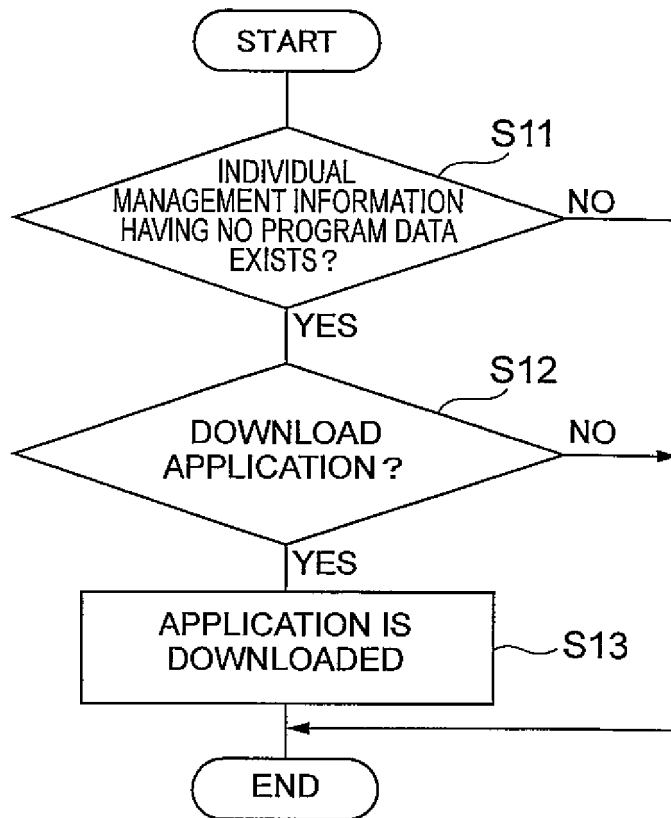 START
S11
INDIVIDUAL
MANAGEMENT INFORMATION
HAVING NO PROGRAM DATA
EXISTS?
NO
YES
S12
DOWNLOAD
APPLICATION?
NO
YES
APPLICATION IS
DOWNLOADED
S13
END